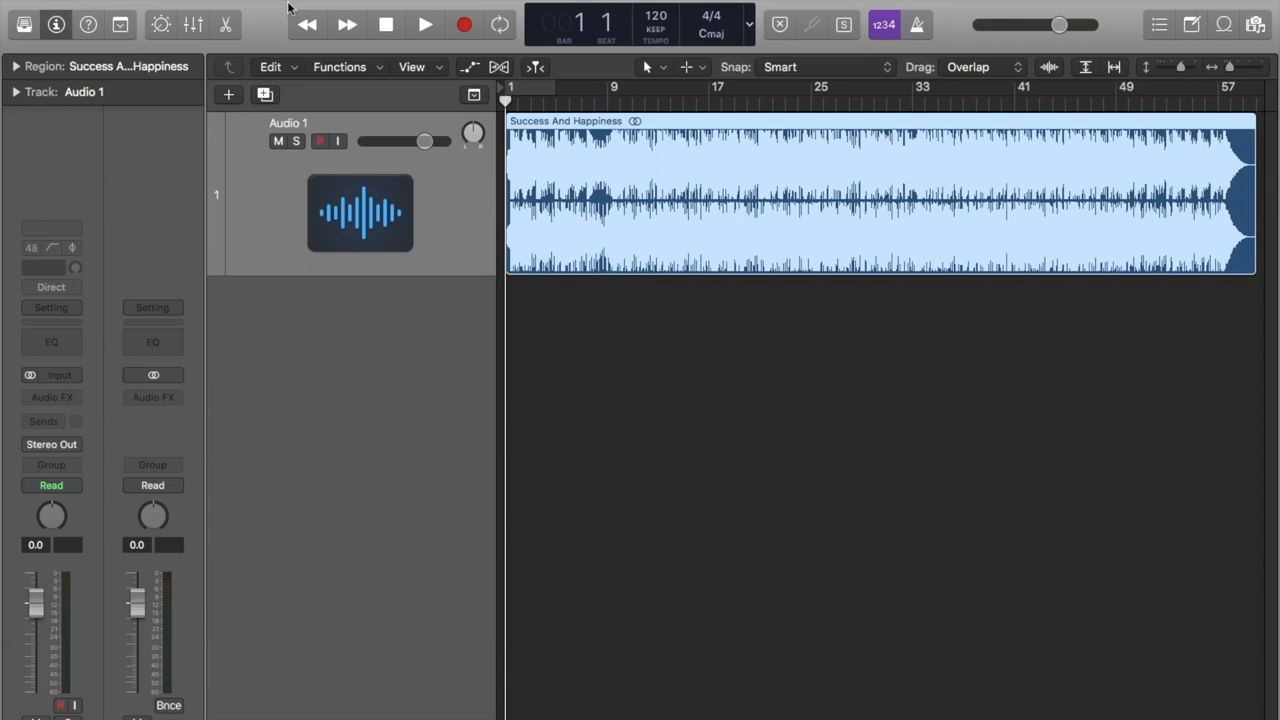 1 1 120 4/4
KEEP Cmaj
BAR BEAT TEMPO
1234
S
Region: Success A...Happiness
Edit Functions View Snap: Smart Drag: Overlap
Track: Audio 1
1 9 17 25 33 41 49 57
Audio 1
M S R I
L R
Success And Happiness
1
48
Direct
Setting Setting
EQ EQ
Input
Audio FX Audio FX
Sends
Stereo Out
Group Group
Read Read
0.0 0.0
R I Bnce